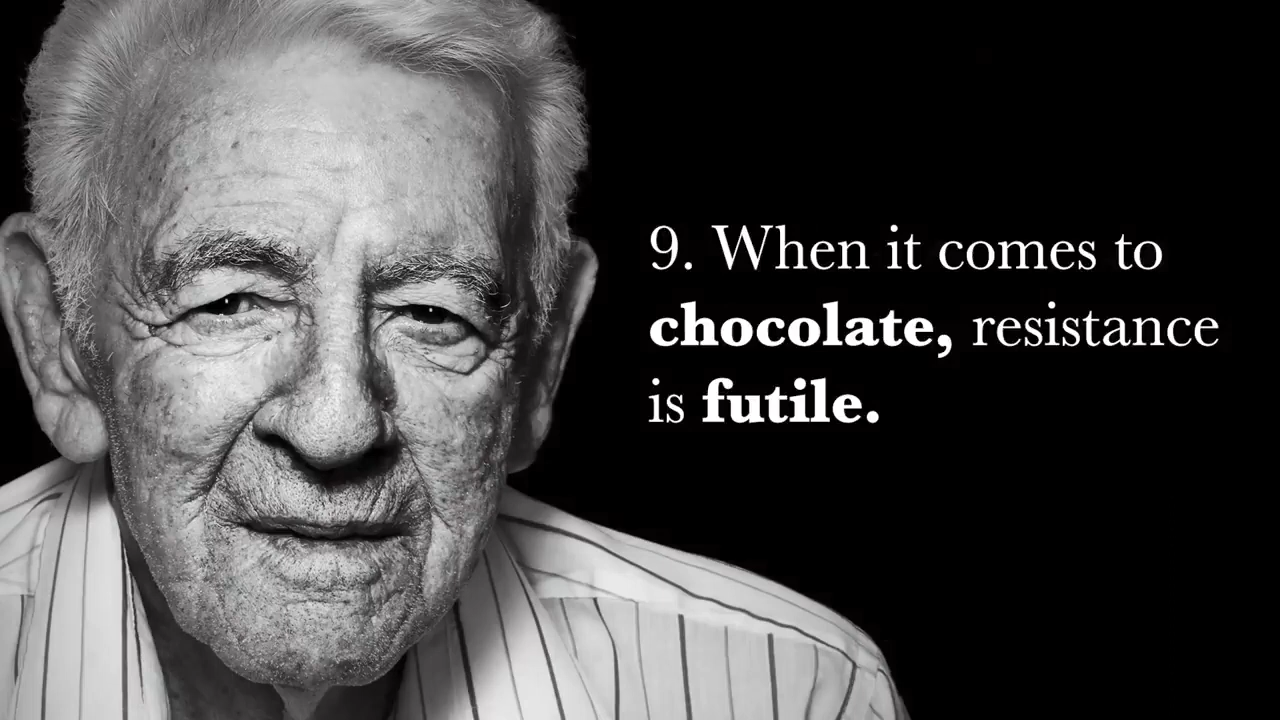 9. When it comes to
chocolate, resistance
is futile.